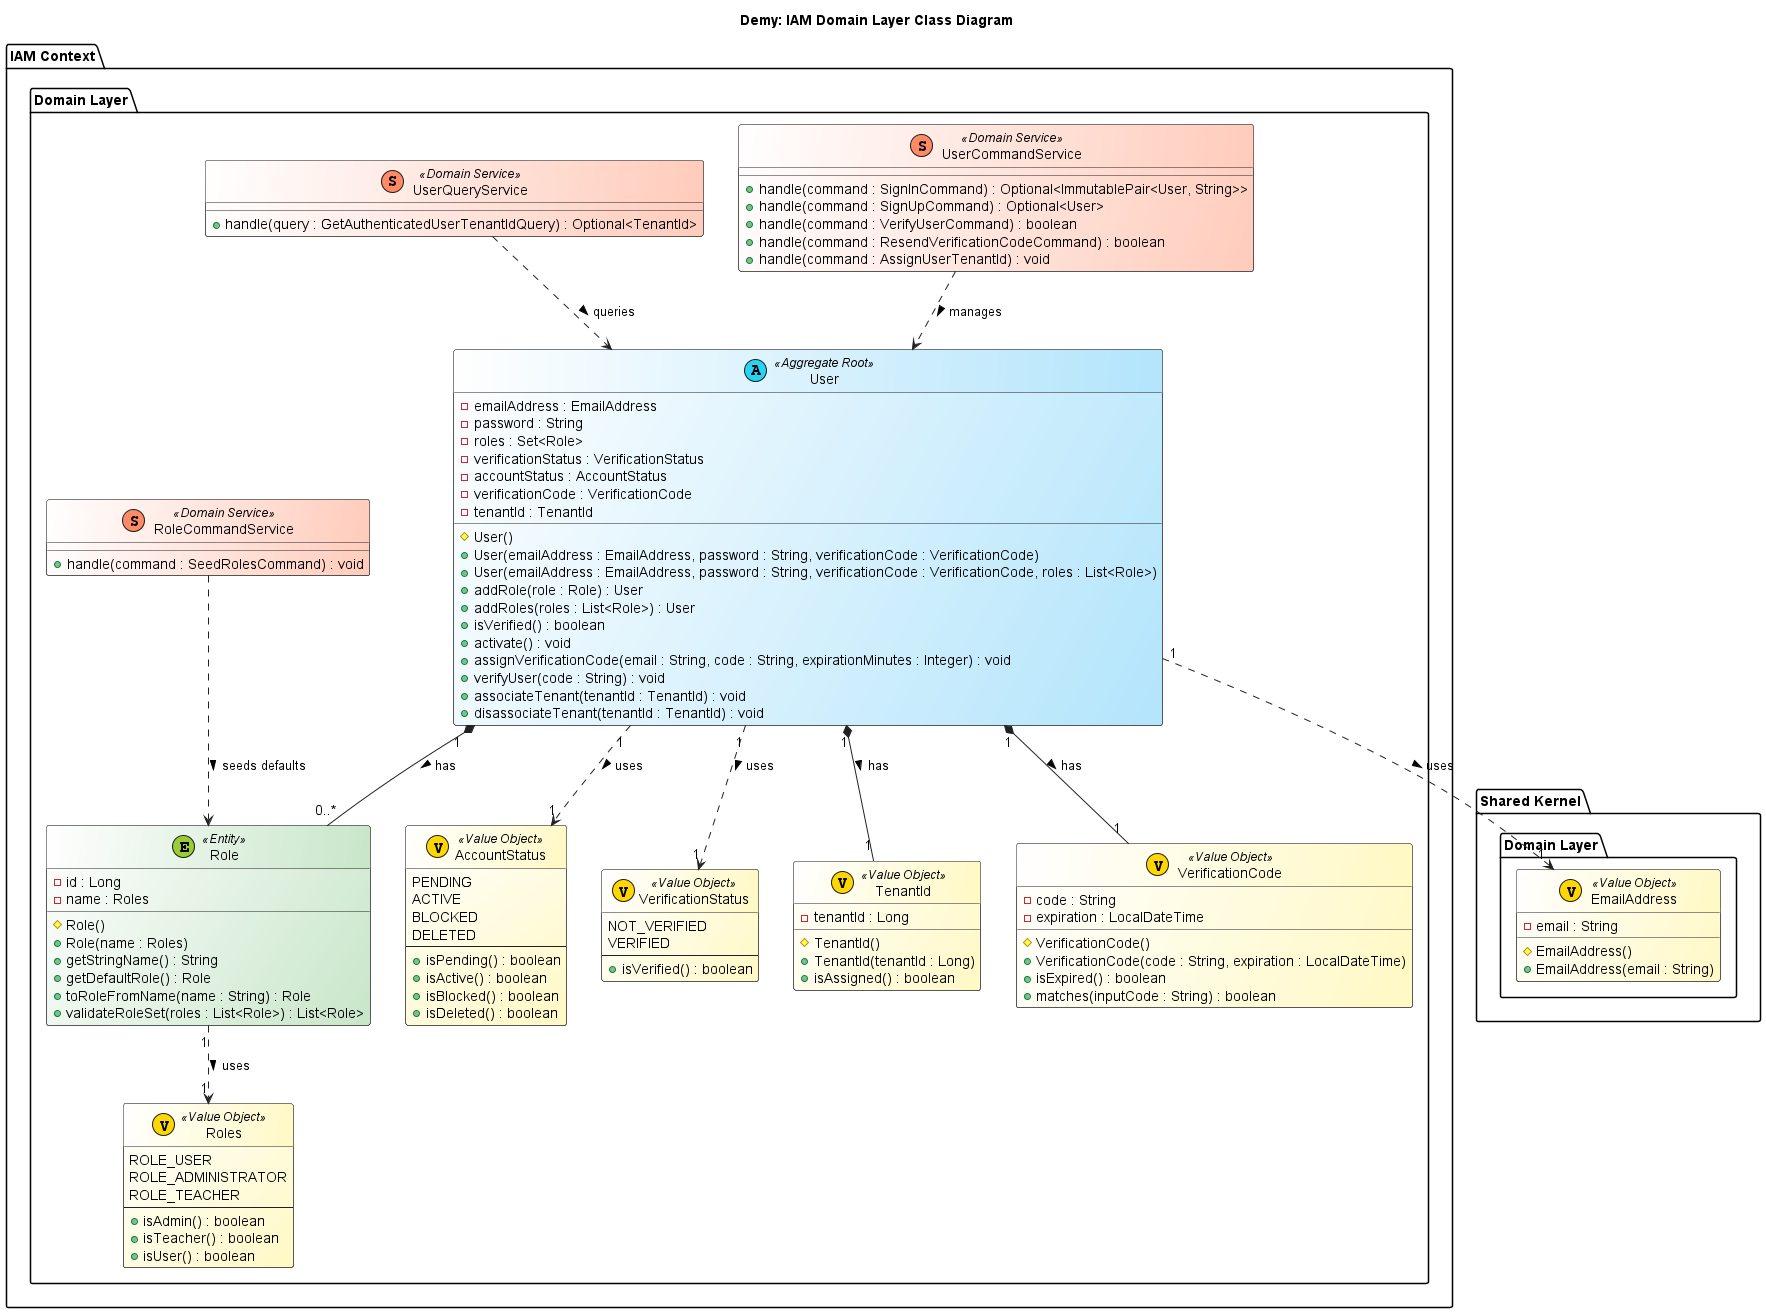 Demy: IAM Domain Layer Class Diagram
IAM Context
Domain Layer
«Domain Service»
UserQueryService
handle(query : GetAuthenticatedUserTenantIdQuery) : Optional<TenantId>
«Domain Service»
UserCommandService
handle(command : SignInCommand) : Optional<ImmutablePair<User, String>>
handle(command : SignUpCommand) : Optional<User>
handle(command : VerifyUserCommand) : boolean
handle(command : ResendVerificationCodeCommand) : boolean
handle(command : AssignUserTenantId) : void
queries
manages
«Aggregate Root»
User
emailAddress : EmailAddress
password : String
roles : Set<Role>
verificationStatus : VerificationStatus
accountStatus : AccountStatus
verificationCode : VerificationCode
tenantId : TenantId
User()
User(emailAddress : EmailAddress, password : String, verificationCode : VerificationCode)
User(emailAddress : EmailAddress, password : String, verificationCode : VerificationCode, roles : List<Role>)
addRole(role : Role) : User
addRoles(roles : List<Role>) : User
isVerified() : boolean
activate() : void
assignVerificationCode(email : String, code : String, expirationMinutes : Integer) : void
verifyUser(code : String) : void
associateTenant(tenantId : TenantId) : void
disassociateTenant(tenantId : TenantId) : void
«Domain Service»
RoleCommandService
handle(command : SeedRolesCommand) : void
seeds defaults
1
has
0..*
1
uses
1
1
uses
1
1
has
1
1
has
1
1
uses
1
«Entity»
Role
id : Long
name : Roles
Role()
Role(name : Roles)
getStringName() : String
getDefaultRole() : Role
toRoleFromName(name : String) : Role
validateRoleSet(roles : List<Role>) : List<Role>
«Value Object»
AccountStatus
PENDING
ACTIVE
BLOCKED
DELETED
isPending() : boolean
isActive() : boolean
isBlocked() : boolean
isDeleted() : boolean
«Value Object»
VerificationStatus
NOT_VERIFIED
VERIFIED
isVerified() : boolean
«Value Object»
TenantId
tenantId : Long
TenantId()
TenantId(tenantId : Long)
isAssigned() : boolean
«Value Object»
VerificationCode
code : String
expiration : LocalDateTime
VerificationCode()
VerificationCode(code : String, expiration : LocalDateTime)
isExpired() : boolean
matches(inputCode : String) : boolean
Shared Kernel
Domain Layer
«Value Object»
EmailAddress
email : String
EmailAddress()
EmailAddress(email : String)
1
uses
1
«Value Object»
Roles
ROLE_USER
ROLE_ADMINISTRATOR
ROLE_TEACHER
isAdmin() : boolean
isTeacher() : boolean
isUser() : boolean